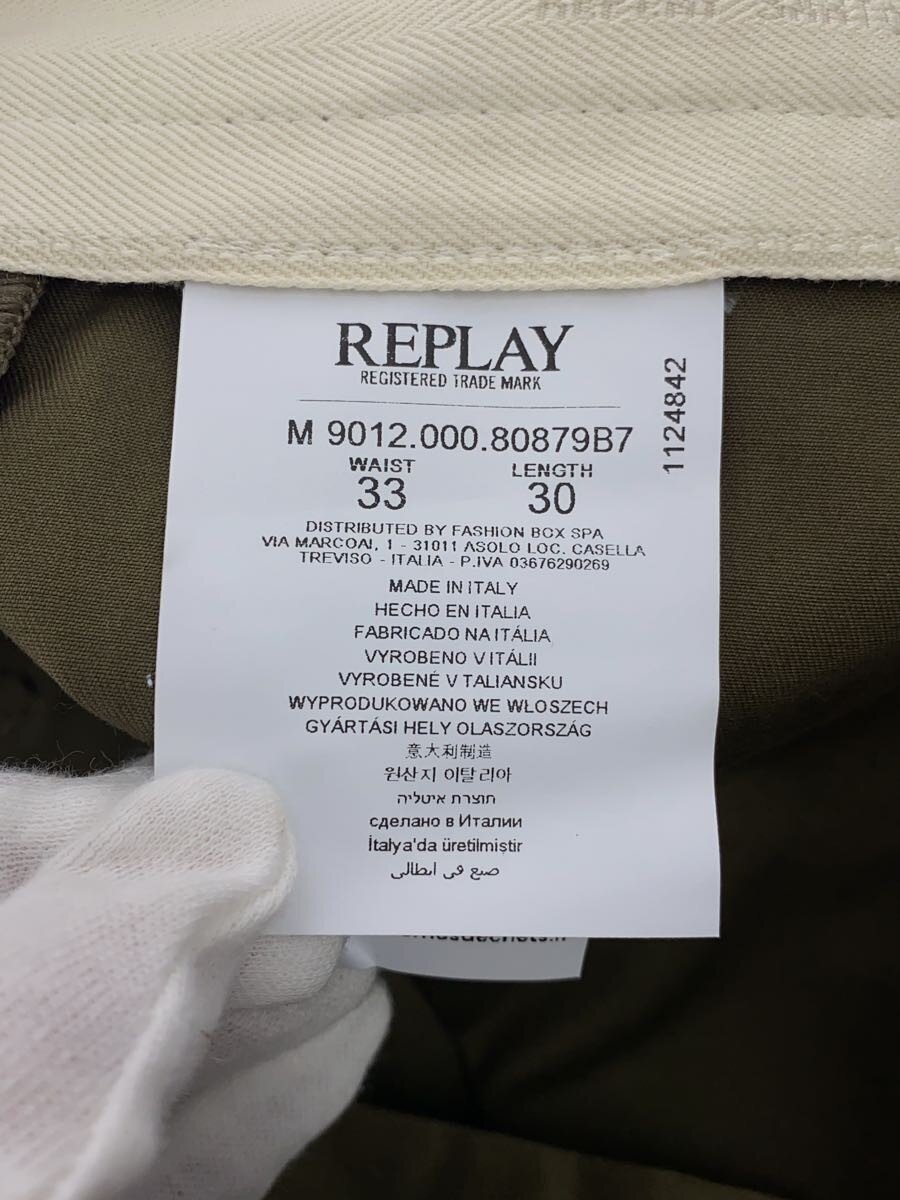 REPLAY
REGISTERED TRADE MARK
M 9012.000.80879B7
1124842
WAIST LENGTH
33 30
DISTRIBUTED BY FASHION BOX SPA
VIA MARCOAI, 1 - 31011 ASOLO LOC. CASELLA
TREVISO - ITALIA - P.IVA 03676290269
MADE IN ITALY
HECHO EN ITALIA
FABRICADO NA ITÁLIA
VYROBENO V ITÁLII
VYROBENÉ V TALIANSKU
WYPRODUKOWANO WE WŁOSZECH
GYÁRTÁSI HELY OLASZORSZÁG
意大利制造
원산지 이탈리아
תוצרת איטליה
сделано в Италии
İtalya'da üretilmiştir
صنع في ايطالي